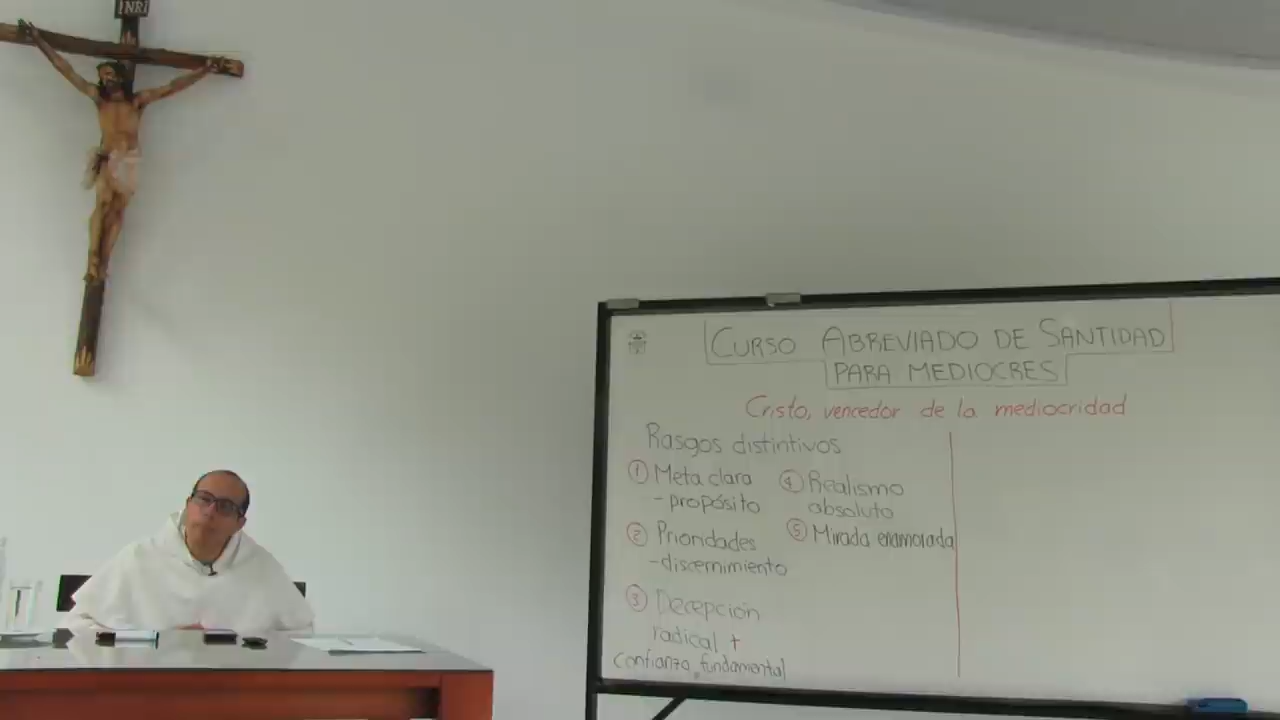 INRI
CURSO ABREVIADO DE SANTIDAD
PARA MEDIOCRES
Cristo, vencedor de la mediocridad
Rasgos distintivos
① Meta clara
- propósito
② Prioridades
- discernimiento
③ Decepción
radical +
confianza fundamental
④ Realismo
absoluto
⑤ Mirada enamorada